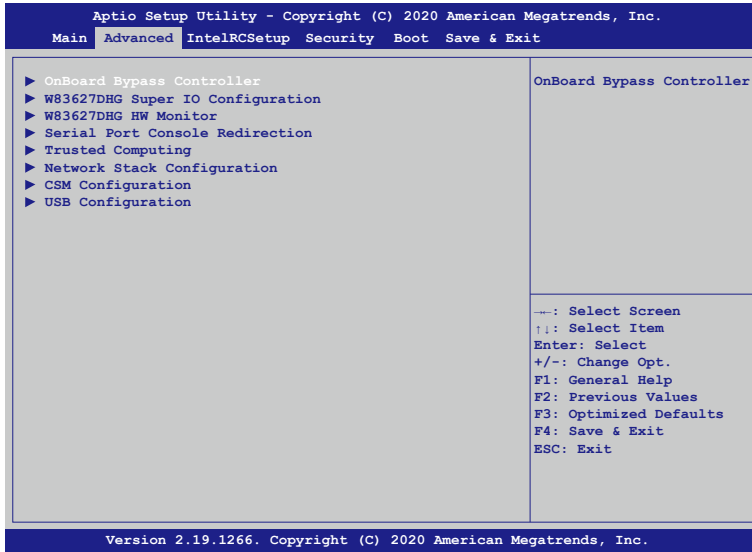 Aptio Setup Utility - Copyright (C) 2020 American Megatrends, Inc.
Main Advanced IntelRCSetup Security Boot Save & Exit
▶ OnBoard Bypass Controller
▶ W83627DHG Super IO Configuration
▶ W83627DHG HW Monitor
▶ Serial Port Console Redirection
▶ Trusted Computing
▶ Network Stack Configuration
▶ CSM Configuration
▶ USB Configuration
OnBoard Bypass Controller
→←: Select Screen
↑↓: Select Item
Enter: Select
+/-: Change Opt.
F1: General Help
F2: Previous Values
F3: Optimized Defaults
F4: Save & Exit
ESC: Exit
Version 2.19.1266. Copyright (C) 2020 American Megatrends, Inc.